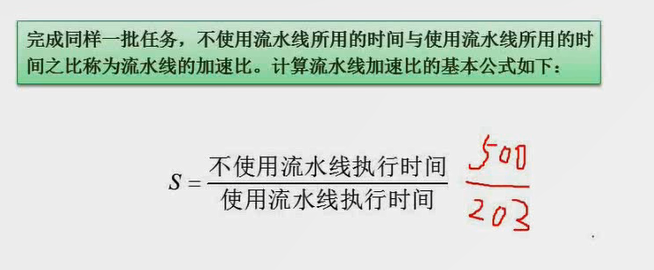 完成同样一批任务，不使用流水线所用的时间与使用流水线所用的时
间之比称为流水线的加速比。计算流水线加速比的基本公式如下：
S = 不使用流水线执行时间
使用流水线执行时间
500
203